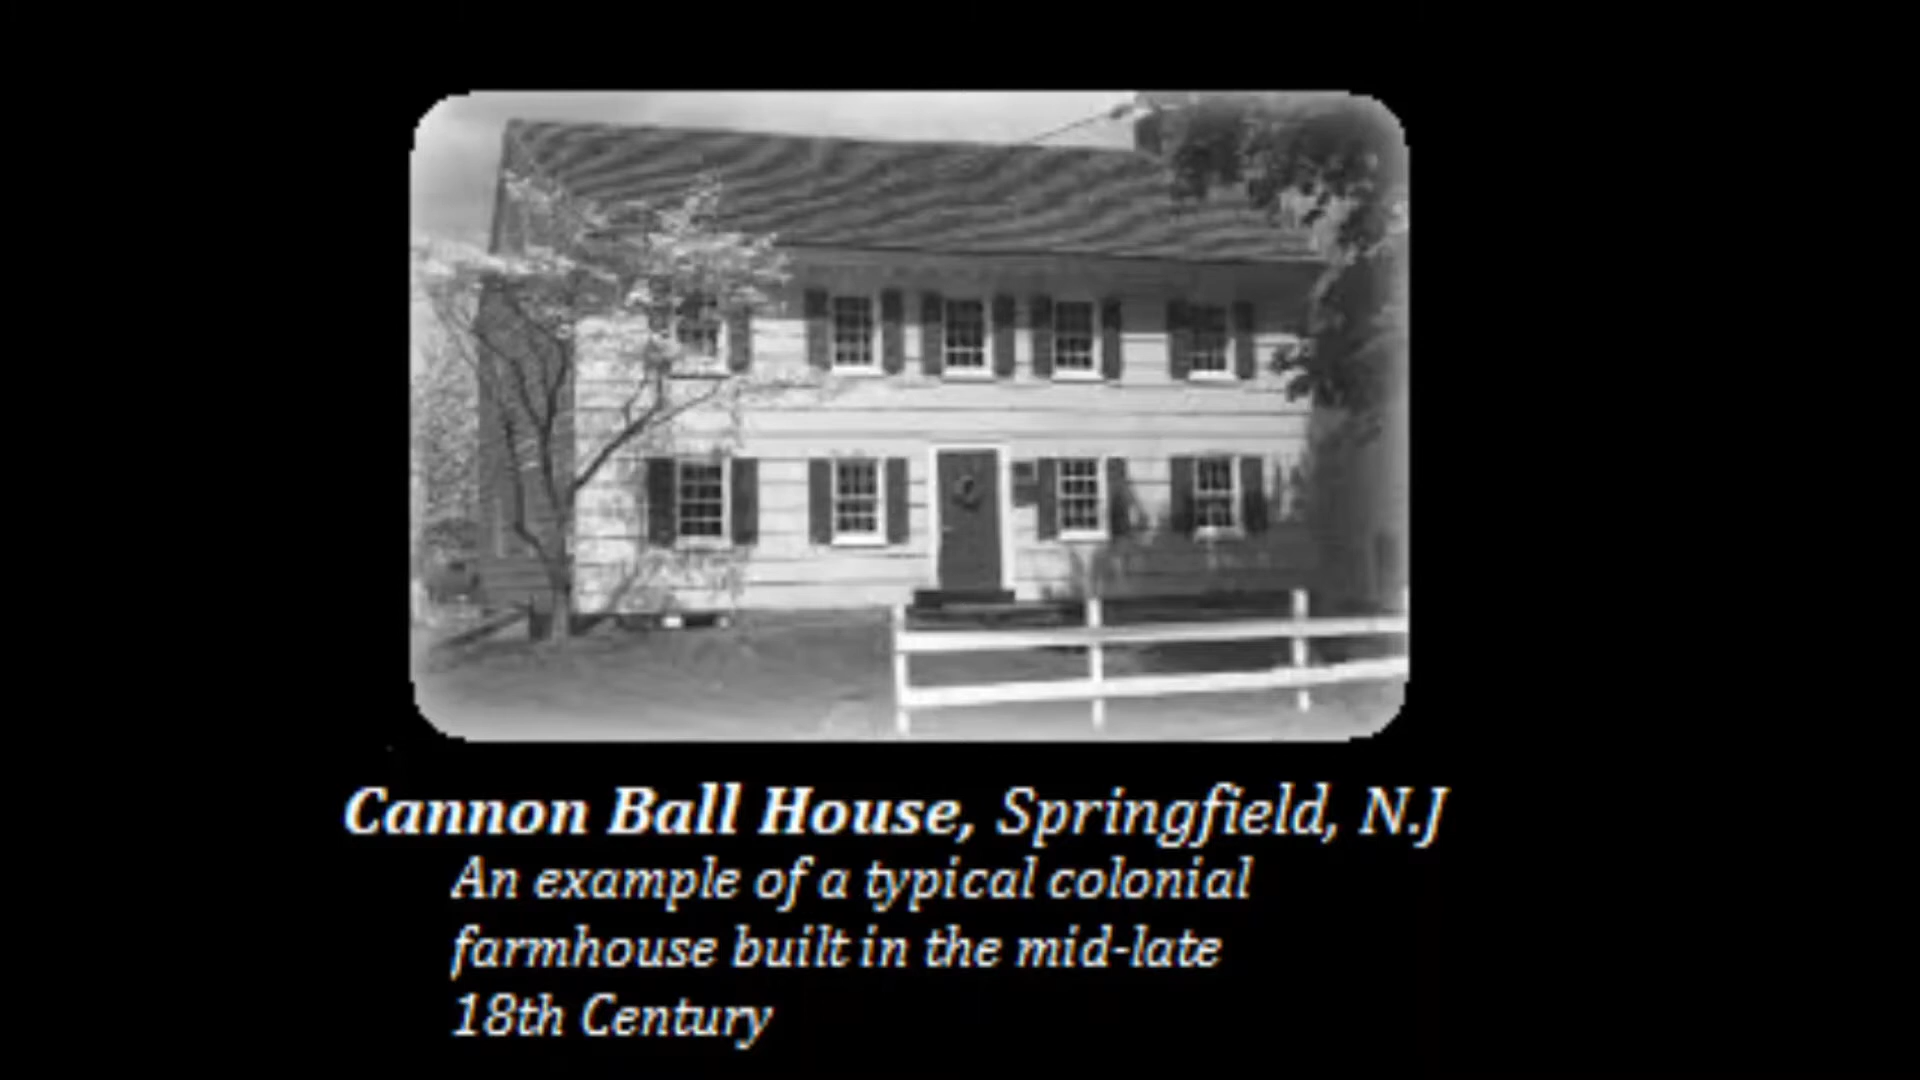 Cannon Ball House, Springfield, N.J
An example of a typical colonial
farmhouse built in the mid-late
18th Century